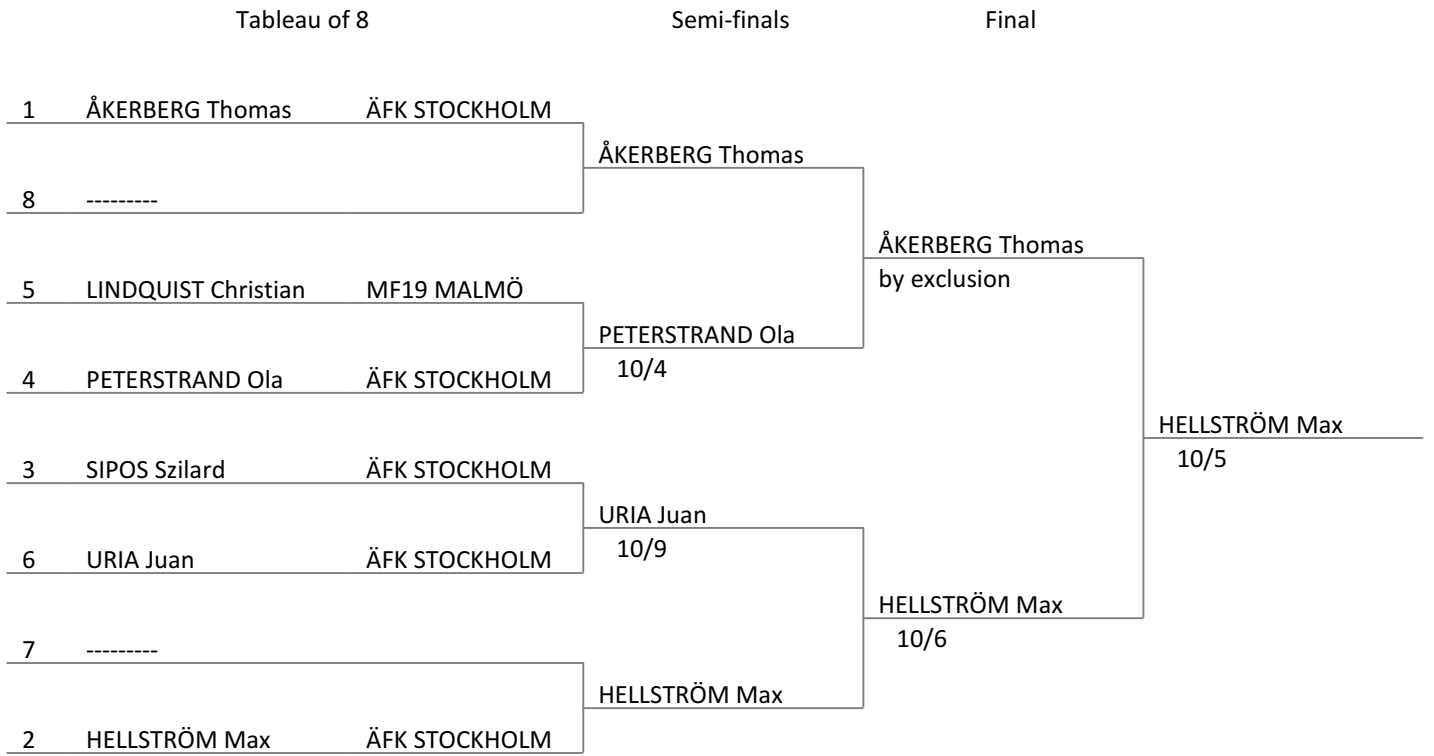 Tableau of 8 Semi-finals Final
1 ÅKERBERG Thomas ÄFK STOCKHOLM
ÅKERBERG Thomas
8 ---------
ÅKERBERG Thomas
by exclusion
5 LINDQUIST Christian MF19 MALMÖ
PETERSTRAND Ola
10/4
4 PETERSTRAND Ola ÄFK STOCKHOLM
HELLSTRÖM Max
10/5
3 SIPOS Szilard ÄFK STOCKHOLM
URIA Juan
10/9
6 URIA Juan ÄFK STOCKHOLM
HELLSTRÖM Max
10/6
7 ---------
HELLSTRÖM Max
2 HELLSTRÖM Max ÄFK STOCKHOLM